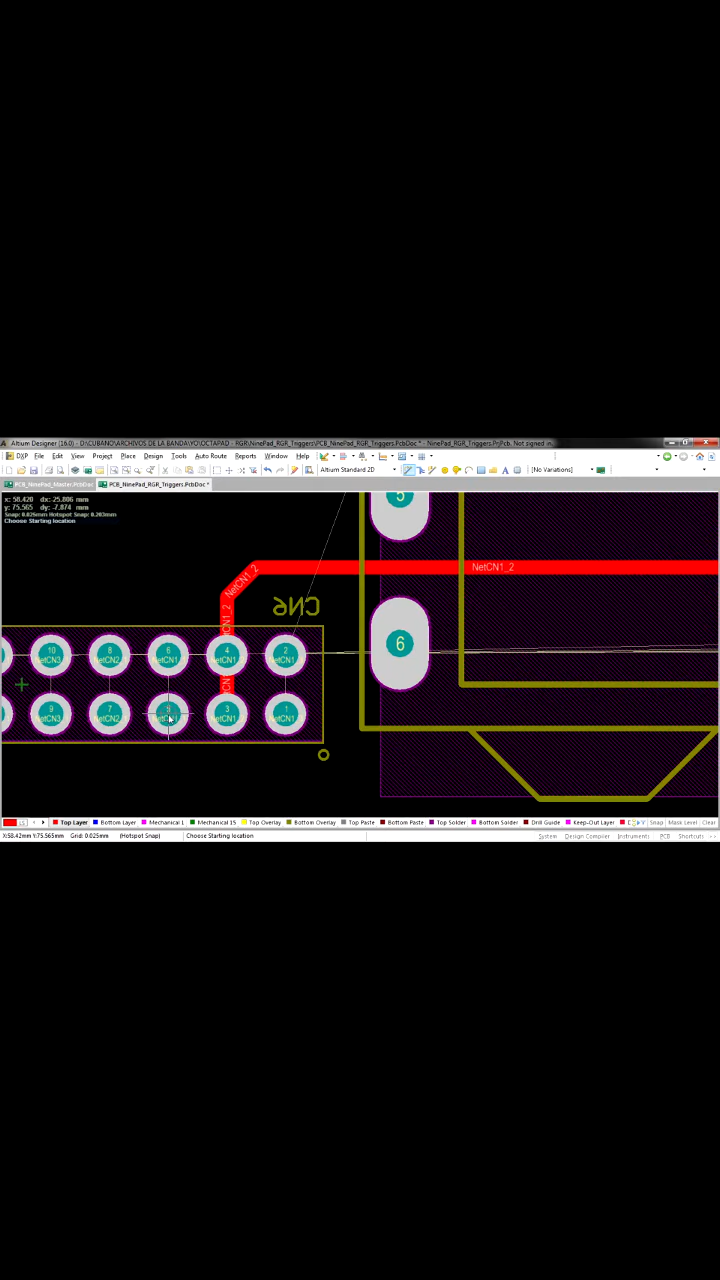 Altium Designer (16.0) - D:\CUBANO\ARCHIVOS DE LA BANDA\YO\OCTAPAD - RGR\NinePad_RGR_Triggers\PCB_NinePad_RGR_Triggers.PcbDoc * - NinePad_RGR_Triggers.PrjPcb. Not signed in.
DXP File Edit View Project Place Design Tools Auto Route Reports Window Help
Altium Standard 2D [No Variations]
PCB_NinePad_Master.PcbDoc PCB_NinePad_RGR_Triggers.PcbDoc *
x: 58.420 dx: 25.806 mm
y: 75.565 dy: -7.874 mm
Snap: 0.025mm Hotspot Snap: 0.203mm
Choose Starting location
5
NetCN1_2
NetCN1_2
CN6
6
10 8 6 4 2
9 7 3 1
Top Layer Bottom Layer Mechanical 1 Mechanical 15 Top Overlay Bottom Overlay Top Paste Bottom Paste Top Solder Bottom Solder Drill Guide Keep-Out Layer Snap Mask Level Clear
X:58.42mm Y:75.565mm Grid: 0.025mm (Hotspot Snap) Choose Starting location System Design Compiler Instruments PCB Shortcuts >>